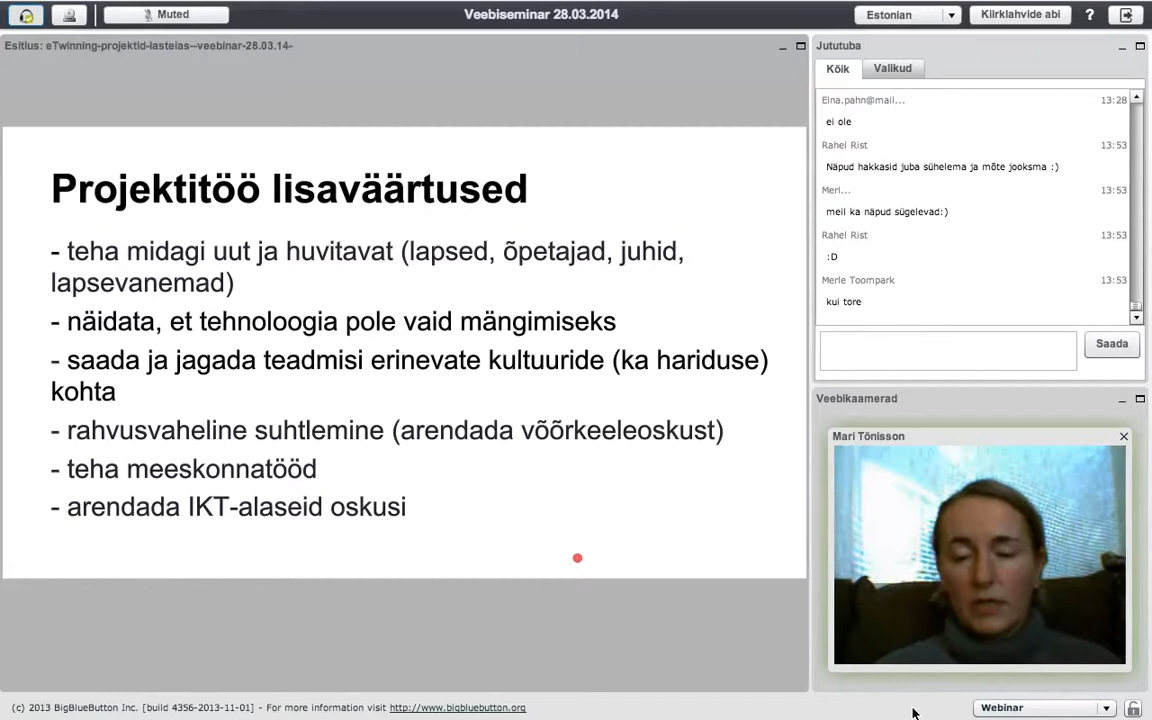 Muted
Veebiseminar 28.03.2014
Estonian
Kiirklahvide abi
?
Esitlus: eTwinning-projektid-lasteias--veebinar-28.03.14-
Projektitöö lisaväärtused
- teha midagi uut ja huvitavat (lapsed, õpetajad, juhid,
lapsevanemad)
- näidata, et tehnoloogia pole vaid mängimiseks
- saada ja jagada teadmisi erinevate kultuuride (ka hariduse)
kohta
- rahvusvaheline suhtlemine (arendada võõrkeeleoskust)
- teha meeskonnatööd
- arendada IKT-alaseid oskusi
Jututuba
Kõik
Valikud
Elna.pahn@mail... 13:28
ei ole
Rahel Rist 13:53
Näpud hakkasid juba sühelema ja mõte jooksma :)
Merl... 13:53
meil ka näpud sügelevad:)
Rahel Rist 13:53
:D
Merle Toompark 13:53
kui tore
Saada
Veebikaamerad
Mari Tõnisson
(c) 2013 BigBlueButton Inc. [build 4356-2013-11-01] - For more information visit http://www.bigbluebutton.org
Webinar